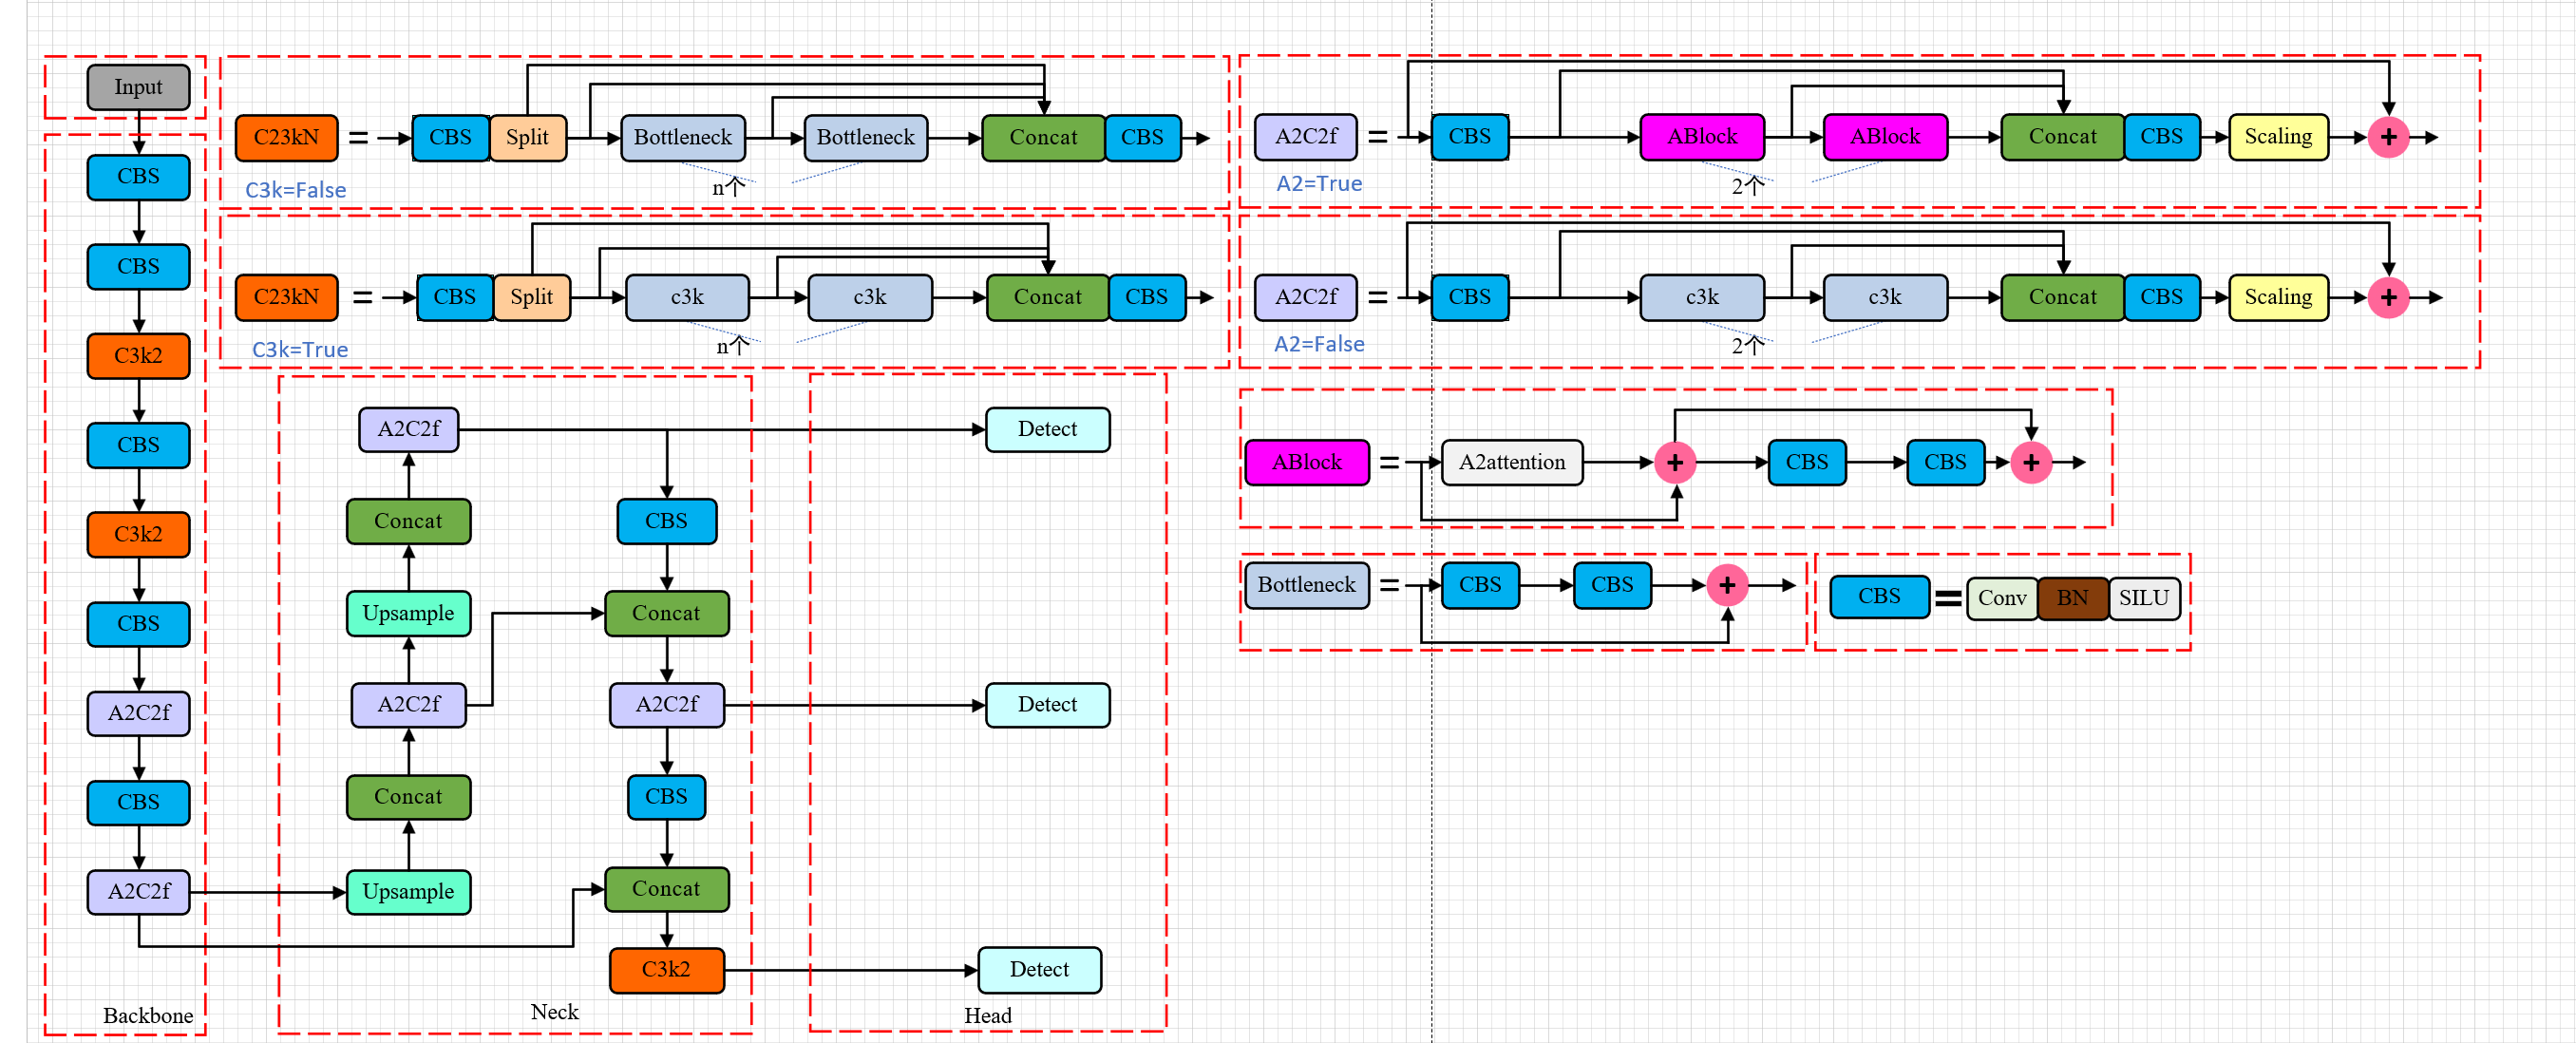 Input
CBS
CBS
C3k2
CBS
C3k2
CBS
A2C2f
CBS
A2C2f
Backbone
C23kN = CBS Split Bottleneck Bottleneck Concat CBS
C3k=False
n个
C23kN = CBS Split c3k c3k Concat CBS
C3k=True
n个
A2C2f = CBS ABlock ABlock Concat CBS Scaling +
A2=True
2个
A2C2f = CBS c3k c3k Concat CBS Scaling +
A2=False
2个
A2C2f
Concat
Upsample
A2C2f
Concat
Upsample
CBS
Concat
A2C2f
CBS
Concat
C3k2
Neck
Detect
Detect
Detect
Head
ABlock = A2attention + CBS CBS +
Bottleneck = CBS CBS +
CBS = Conv BN SILU